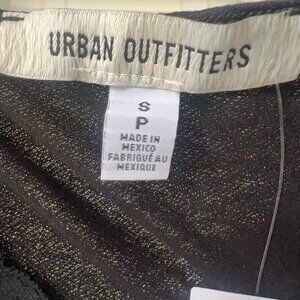 URBAN OUTFITTERS
S
P
MADE IN
MEXICO
FABRIQUÉ AU
MEXIQUE